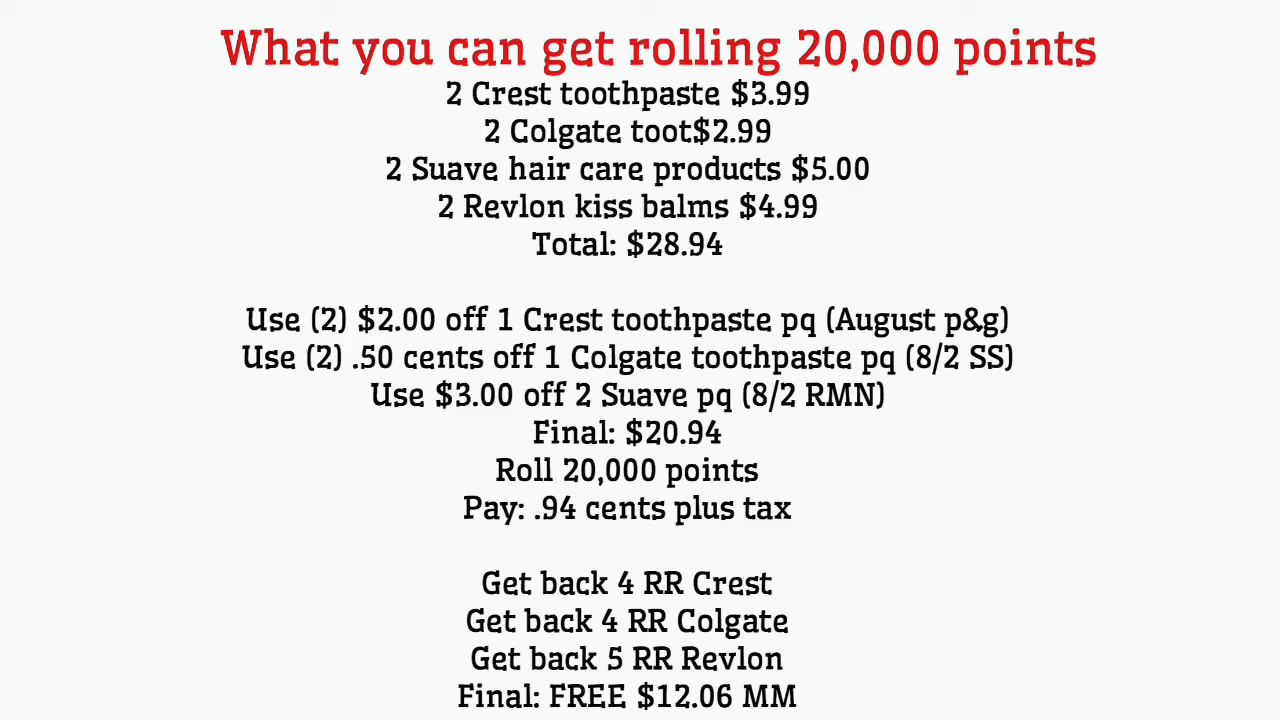 What you can get rolling 20,000 points
2 Crest toothpaste $3.99
2 Colgate toot$2.99
2 Suave hair care products $5.00
2 Revlon kiss balms $4.99
Total: $28.94
Use (2) $2.00 off 1 Crest toothpaste pq (August p&g)
Use (2) .50 cents off 1 Colgate toothpaste pq (8/2 SS)
Use $3.00 off 2 Suave pq (8/2 RMN)
Final: $20.94
Roll 20,000 points
Pay: .94 cents plus tax
Get back 4 RR Crest
Get back 4 RR Colgate
Get back 5 RR Revlon
Final: FREE $12.06 MM